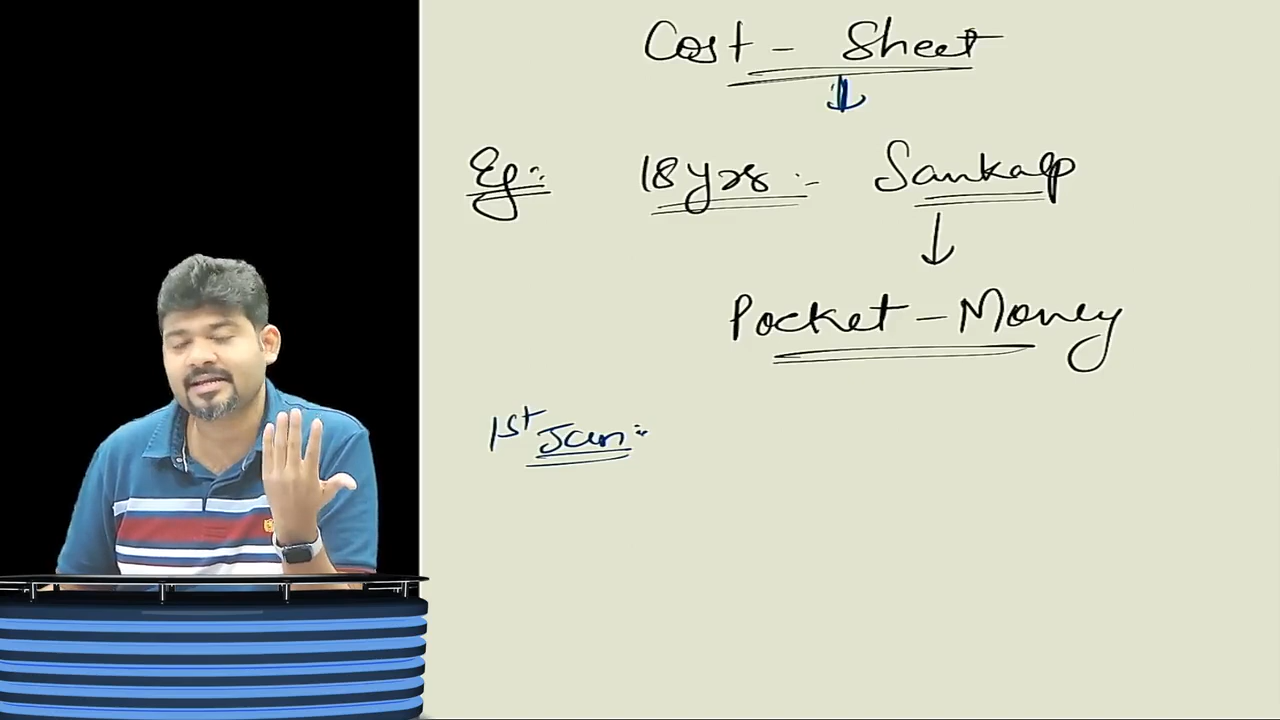 Cost - Sheet
Eg:- 18yrs :- Sankalp
Pocket - Money
1st Jan:-